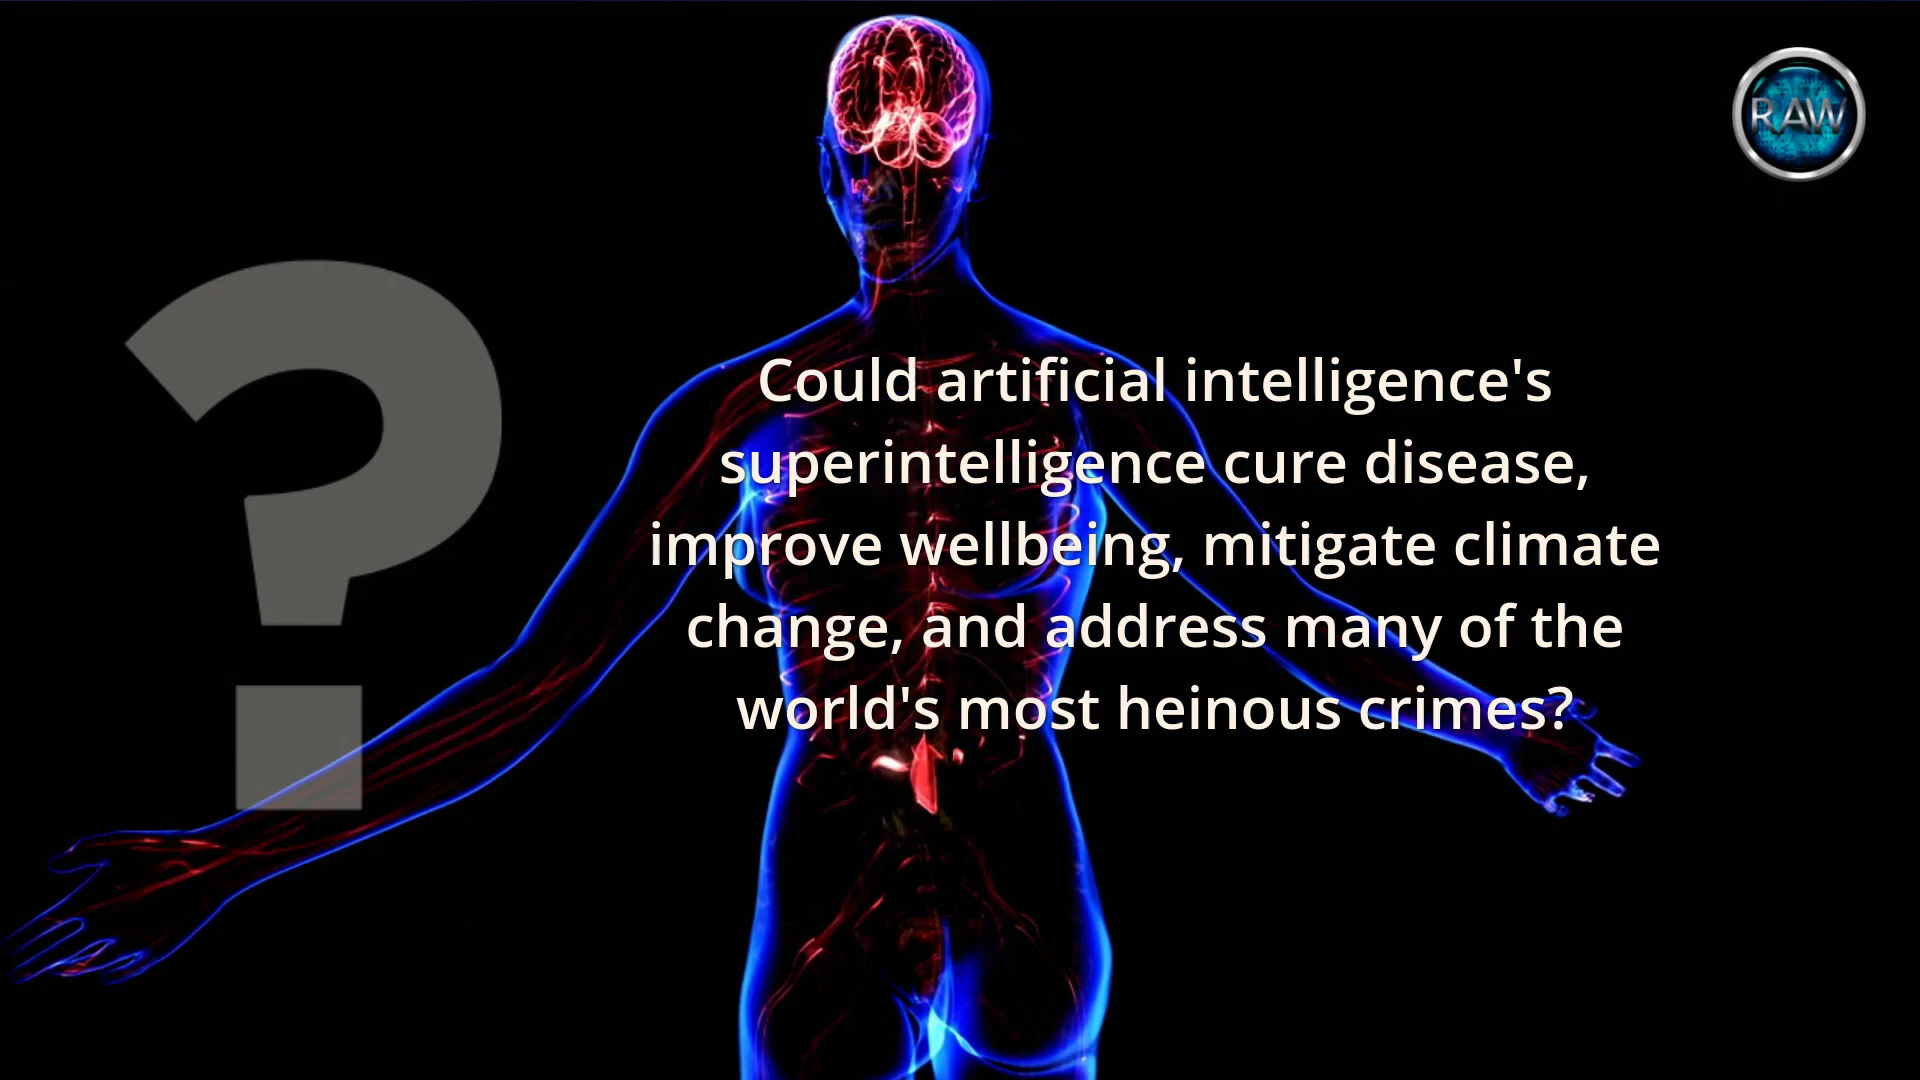 RAW
?
Could artificial intelligence's
superintelligence cure disease,
improve wellbeing, mitigate climate
change, and address many of the
world's most heinous crimes?